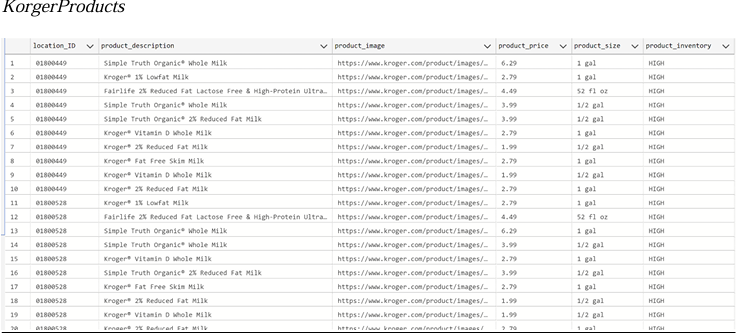 KorgerProducts
location_ID product_description product_image product_price product_size product_inventory
1 01800449 Simple Truth Organic® Whole Milk https://www.kroger.com/product/images/… 6.29 1 gal HIGH
2 01800449 Kroger® 1% Lowfat Milk https://www.kroger.com/product/images/… 2.79 1 gal HIGH
3 01800449 Fairlife 2% Reduced Fat Lactose Free & High-Protein Ultra… https://www.kroger.com/product/images/… 4.49 52 fl oz HIGH
4 01800449 Simple Truth Organic® Whole Milk https://www.kroger.com/product/images/… 3.99 1/2 gal HIGH
5 01800449 Simple Truth Organic® 2% Reduced Fat Milk https://www.kroger.com/product/images/… 3.99 1/2 gal HIGH
6 01800449 Kroger® Vitamin D Whole Milk https://www.kroger.com/product/images/… 2.79 1 gal HIGH
7 01800449 Kroger® 2% Reduced Fat Milk https://www.kroger.com/product/images/… 1.99 1/2 gal HIGH
8 01800449 Kroger® Fat Free Skim Milk https://www.kroger.com/product/images/… 2.79 1 gal HIGH
9 01800449 Kroger® Vitamin D Whole Milk https://www.kroger.com/product/images/… 1.99 1/2 gal HIGH
10 01800449 Kroger® 2% Reduced Fat Milk https://www.kroger.com/product/images/… 2.79 1 gal HIGH
11 01800528 Kroger® 1% Lowfat Milk https://www.kroger.com/product/images/… 2.79 1 gal HIGH
12 01800528 Fairlife 2% Reduced Fat Lactose Free & High-Protein Ultra… https://www.kroger.com/product/images/… 4.49 52 fl oz HIGH
13 01800528 Simple Truth Organic® Whole Milk https://www.kroger.com/product/images/… 6.29 1 gal HIGH
14 01800528 Simple Truth Organic® Whole Milk https://www.kroger.com/product/images/… 3.99 1/2 gal HIGH
15 01800528 Kroger® Vitamin D Whole Milk https://www.kroger.com/product/images/… 2.79 1 gal HIGH
16 01800528 Simple Truth Organic® 2% Reduced Fat Milk https://www.kroger.com/product/images/… 3.99 1/2 gal HIGH
17 01800528 Kroger® Fat Free Skim Milk https://www.kroger.com/product/images/… 2.79 1 gal HIGH
18 01800528 Kroger® 2% Reduced Fat Milk https://www.kroger.com/product/images/… 1.99 1/2 gal HIGH
19 01800528 Kroger® Vitamin D Whole Milk https://www.kroger.com/product/images/… 1.99 1/2 gal HIGH
20 01800528 Kroger® 2% Reduced Fat Milk https://www.kroger.com/product/images/… 2.79 1 gal HIGH